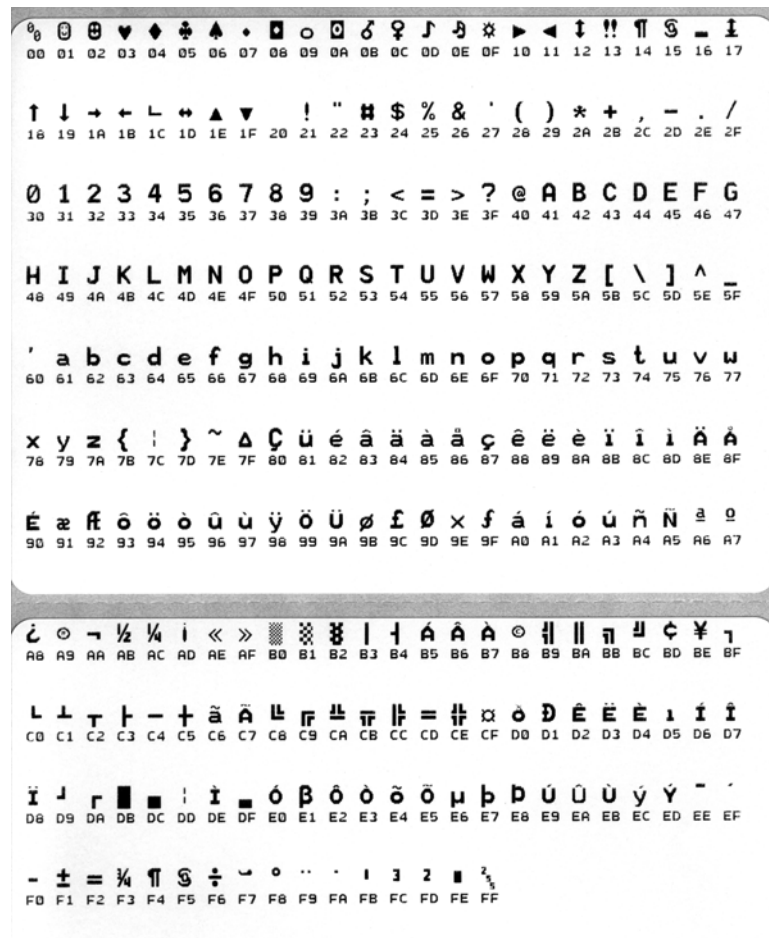 ⁰₀ ☺ ☻ ♥ ♦ ♣ ♠ • ◘ ○ ◙ ♂ ♀ ♪ ♫ ☼ ► ◄ ↕ ‼ ¶ § ▬ ↨
00 01 02 03 04 05 06 07 08 09 0A 0B 0C 0D 0E 0F 10 11 12 13 14 15 16 17
↑ ↓ → ← ∟ ↔ ▲ ▼ ! " # $ % & ' ( ) * + , - . /
18 19 1A 1B 1C 1D 1E 1F 20 21 22 23 24 25 26 27 28 29 2A 2B 2C 2D 2E 2F
0 1 2 3 4 5 6 7 8 9 : ; < = > ? @ A B C D E F G
30 31 32 33 34 35 36 37 38 39 3A 3B 3C 3D 3E 3F 40 41 42 43 44 45 46 47
H I J K L M N O P Q R S T U V W X Y Z [ \ ] ^ _
48 49 4A 4B 4C 4D 4E 4F 50 51 52 53 54 55 56 57 58 59 5A 5B 5C 5D 5E 5F
' a b c d e f g h i j k l m n o p q r s t u v w
60 61 62 63 64 65 66 67 68 69 6A 6B 6C 6D 6E 6F 70 71 72 73 74 75 76 77
x y z { ¦ } ~ ∆ Ç ü é â ä à å ç ê ë è ï î ì Ä Å
78 79 7A 7B 7C 7D 7E 7F 80 81 82 83 84 85 86 87 88 89 8A 8B 8C 8D 8E 8F
É æ Æ ô ö ò û ù ÿ Ö Ü ø £ Ø × ƒ á í ó ú ñ Ñ ª º
90 91 92 93 94 95 96 97 98 99 9A 9B 9C 9D 9E 9F A0 A1 A2 A3 A4 A5 A6 A7
¿ ® ¬ ½ ¼ ¡ « » ░ ▒ ▓ │ ┤ Á Â À © ╣ ║ ╗ ╝ ¢ ¥ ┐
A8 A9 AA AB AC AD AE AF B0 B1 B2 B3 B4 B5 B6 B7 B8 B9 BA BB BC BD BE BF
└ ┴ ┬ ├ ─ ┼ ã Ã ╚ ╔ ╩ ╦ ╠ = ╬ ¤ ò Ð Ê Ë È ı Í Î
C0 C1 C2 C3 C4 C5 C6 C7 C8 C9 CA CB CC CD CE CF D0 D1 D2 D3 D4 D5 D6 D7
Ï ┘ ┌ █ ▄ ¦ Ì ▄ Ó β Ô Ò õ Õ µ þ Þ Ú Û Ù ý Ý ¯ ´
D8 D9 DA DB DC DD DE DF E0 E1 E2 E3 E4 E5 E6 E7 E8 E9 EA EB EC ED EE EF
- ± = ¾ ¶ § ÷ ¸ ° ¨ · ı 3 2 ■ ²⁵₅
F0 F1 F2 F3 F4 F5 F6 F7 F8 F9 FA FB FC FD FE FF